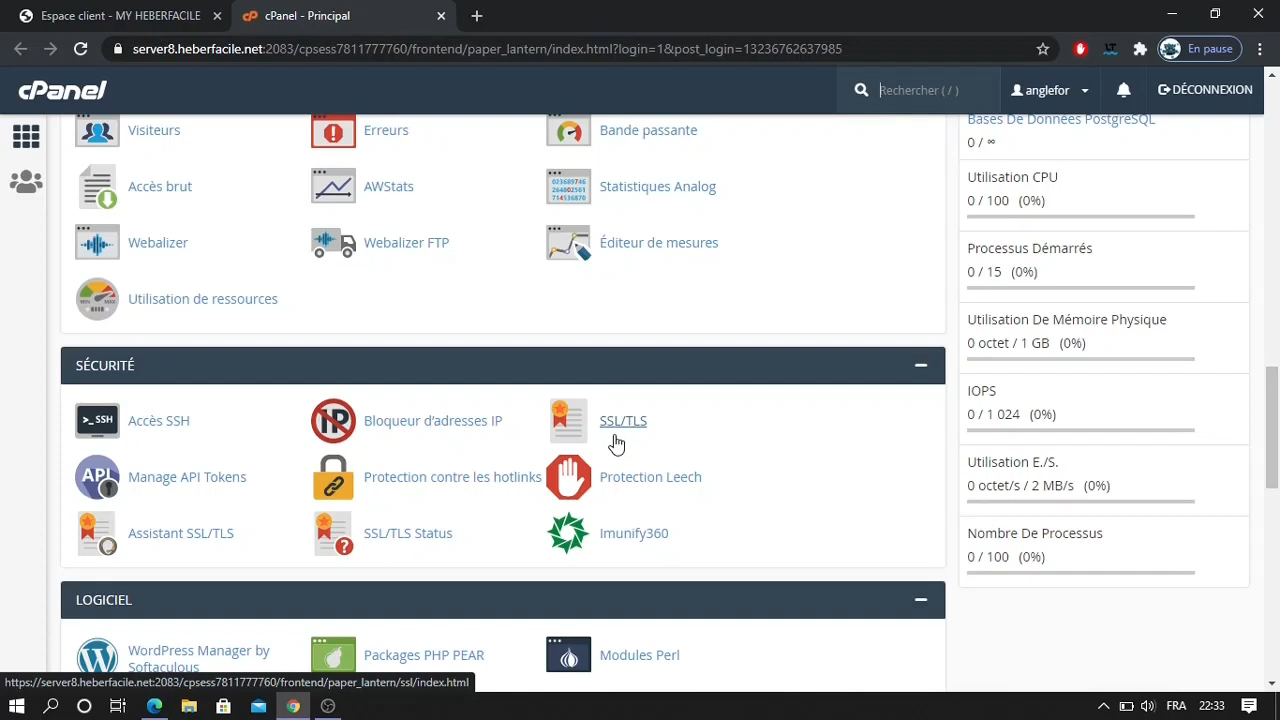 Espace client - MY HEBERFACILE
cPanel - Principal
server8.heberfacile.net:2083/cpsess7811777760/frontend/paper_lantern/index.html?login=1&post_login=13236762637985
En pause
cPanel
Rechercher ( / )
anglefor
DÉCONNEXION
Visiteurs
Erreurs
Bande passante
Accès brut
AWStats
Statistiques Analog
Webalizer
Webalizer FTP
Éditeur de mesures
Utilisation de ressources
SÉCURITÉ
>_SSH
Accès SSH
IP
Bloqueur d'adresses IP
SSL/TLS
API
Manage API Tokens
Protection contre les hotlinks
Protection Leech
Assistant SSL/TLS
SSL/TLS Status
Imunify360
LOGICIEL
WordPress Manager by
Softaculous
Packages PHP PEAR
Modules Perl
Bases De Données PostgreSQL
0 / ∞
Utilisation CPU
0 / 100 (0%)
Processus Démarrés
0 / 15 (0%)
Utilisation De Mémoire Physique
0 octet / 1 GB (0%)
IOPS
0 / 1 024 (0%)
Utilisation E./S.
0 octet/s / 2 MB/s (0%)
Nombre De Processus
0 / 100 (0%)
https://server8.heberfacile.net:2083/cpsess7811777760/frontend/paper_lantern/ssl/index.html
FRA
22:33